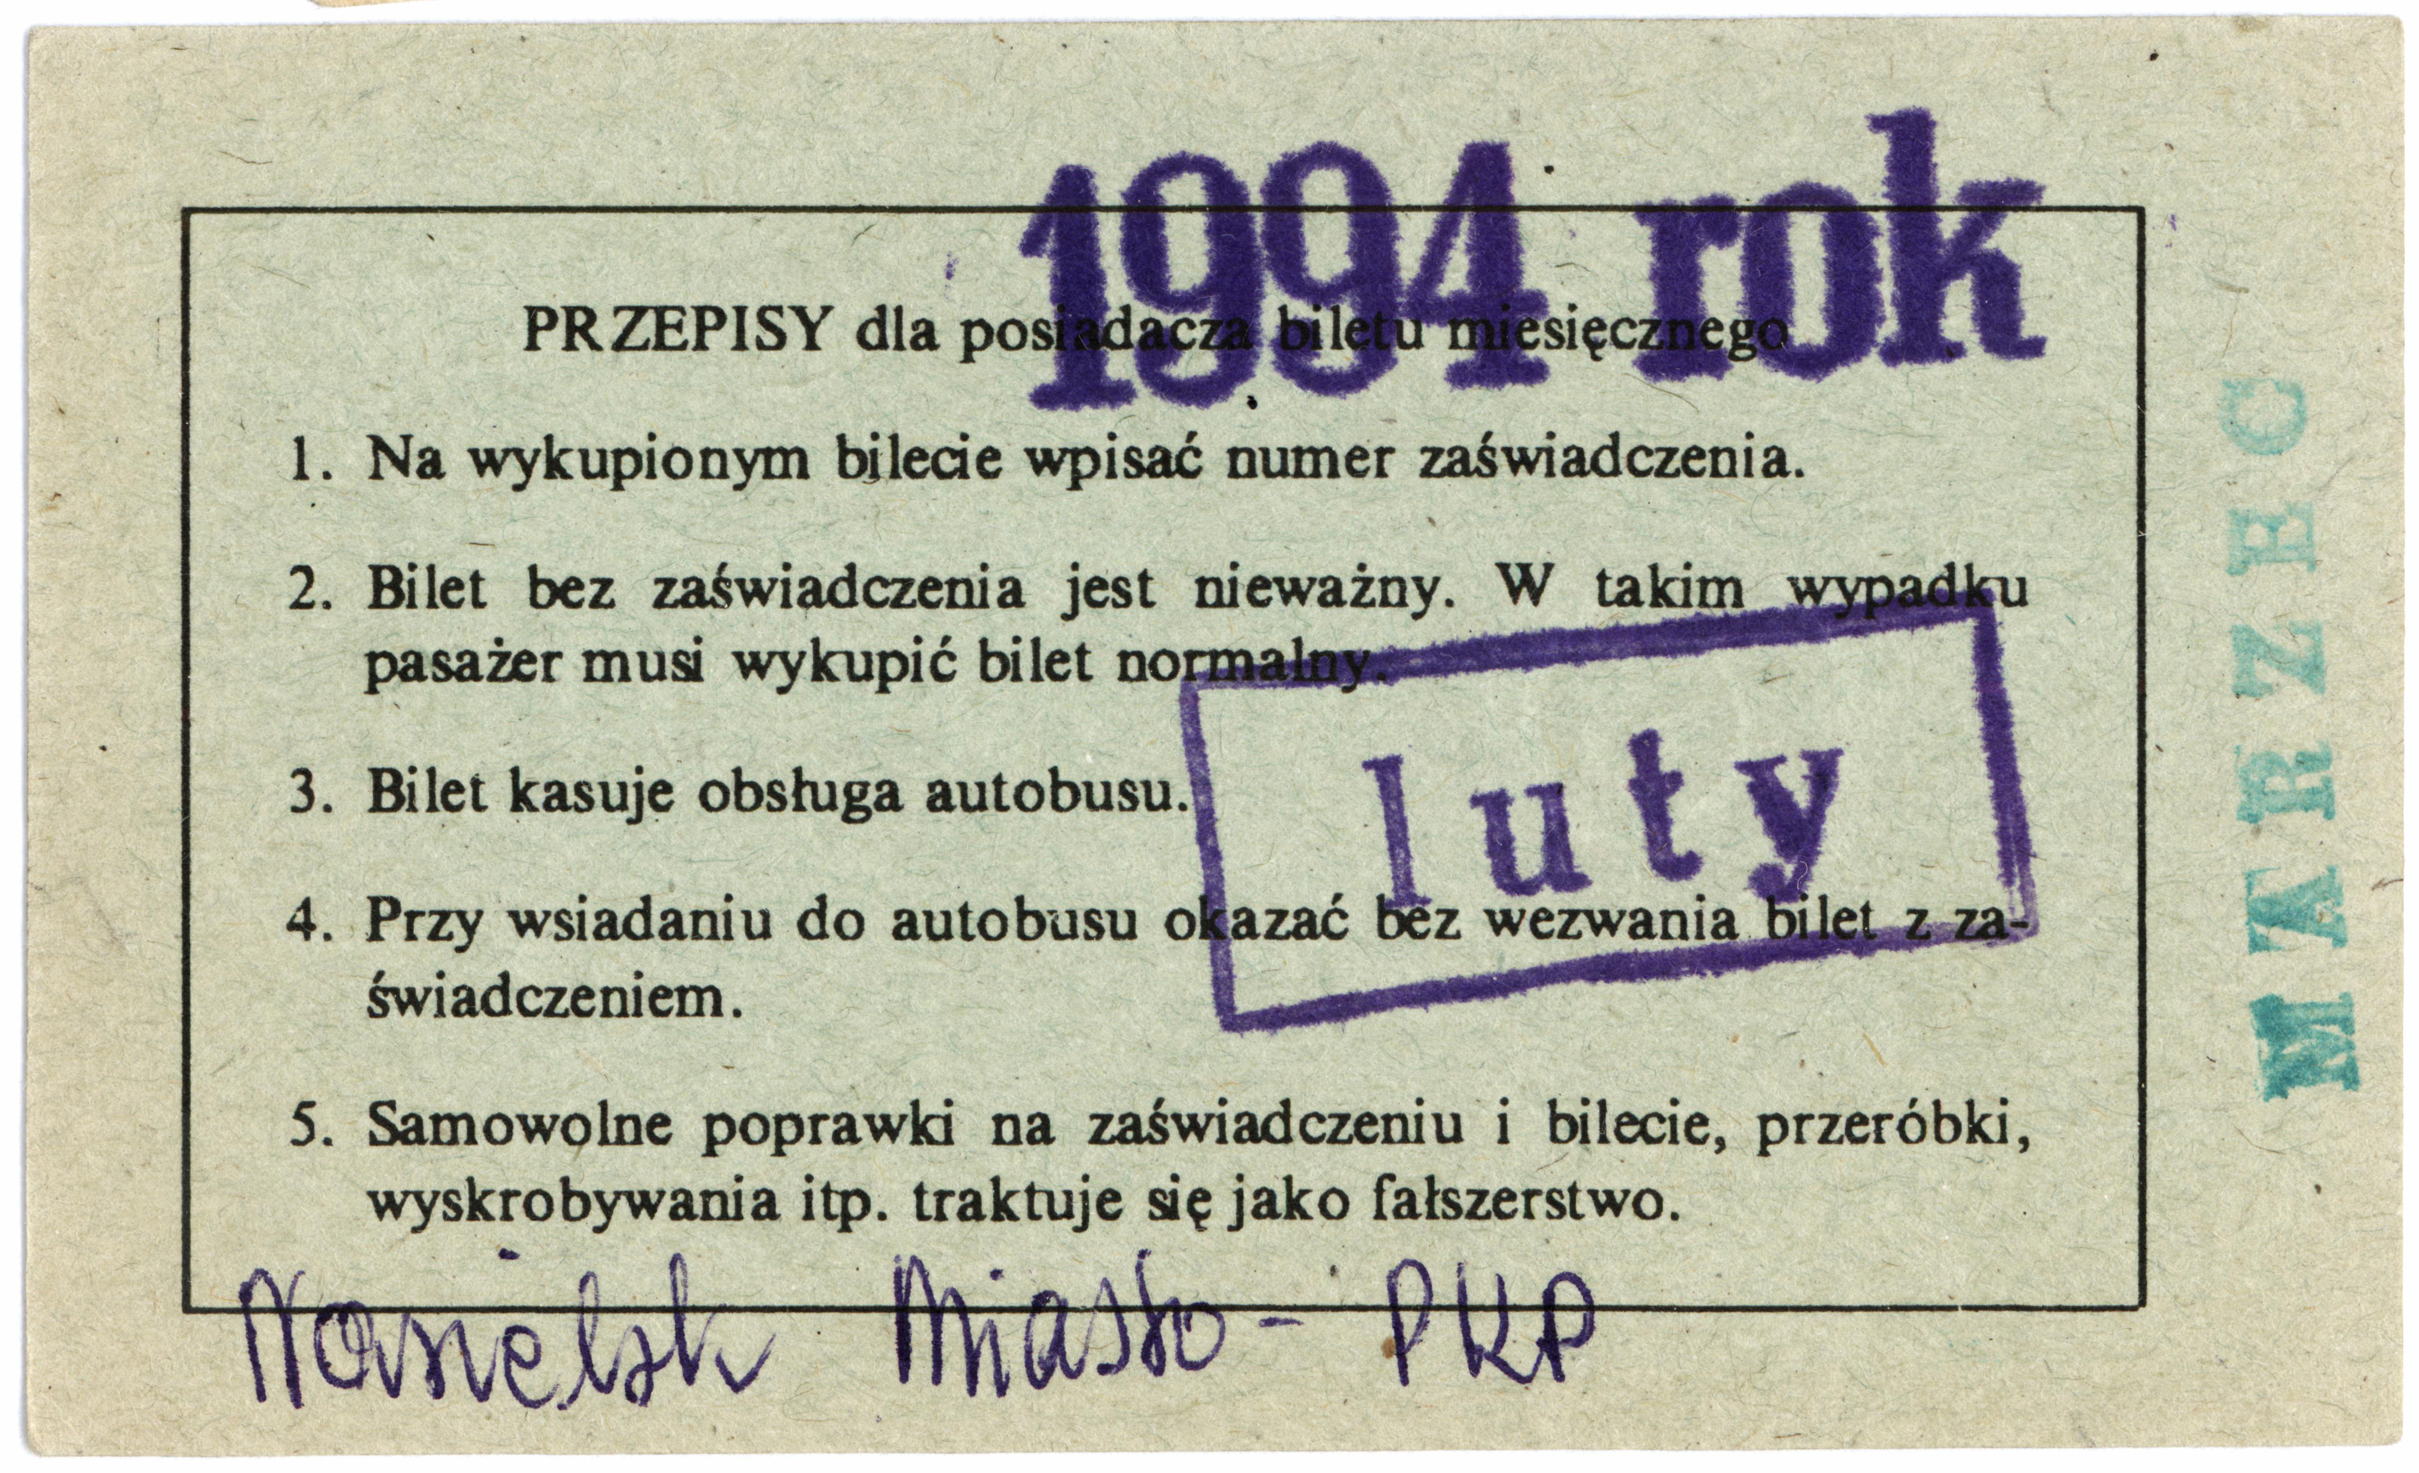 1994 rok
PRZEPISY dla posiadacza biletu miesięcznego
1. Na wykupionym bilecie wpisać numer zaświadczenia.
2. Bilet bez zaświadczenia jest nieważny. W takim wypadku
pasażer musi wykupić bilet normalny.
3. Bilet kasuje obsługa autobusu.
luty
4. Przy wsiadaniu do autobusu okazać bez wezwania bilet z za-
świadczeniem.
5. Samowolne poprawki na zaświadczeniu i bilecie, przeróbki,
wyskrobywania itp. traktuje się jako fałszerstwo.
Nasielsk Miasto - PKP
MARZEC